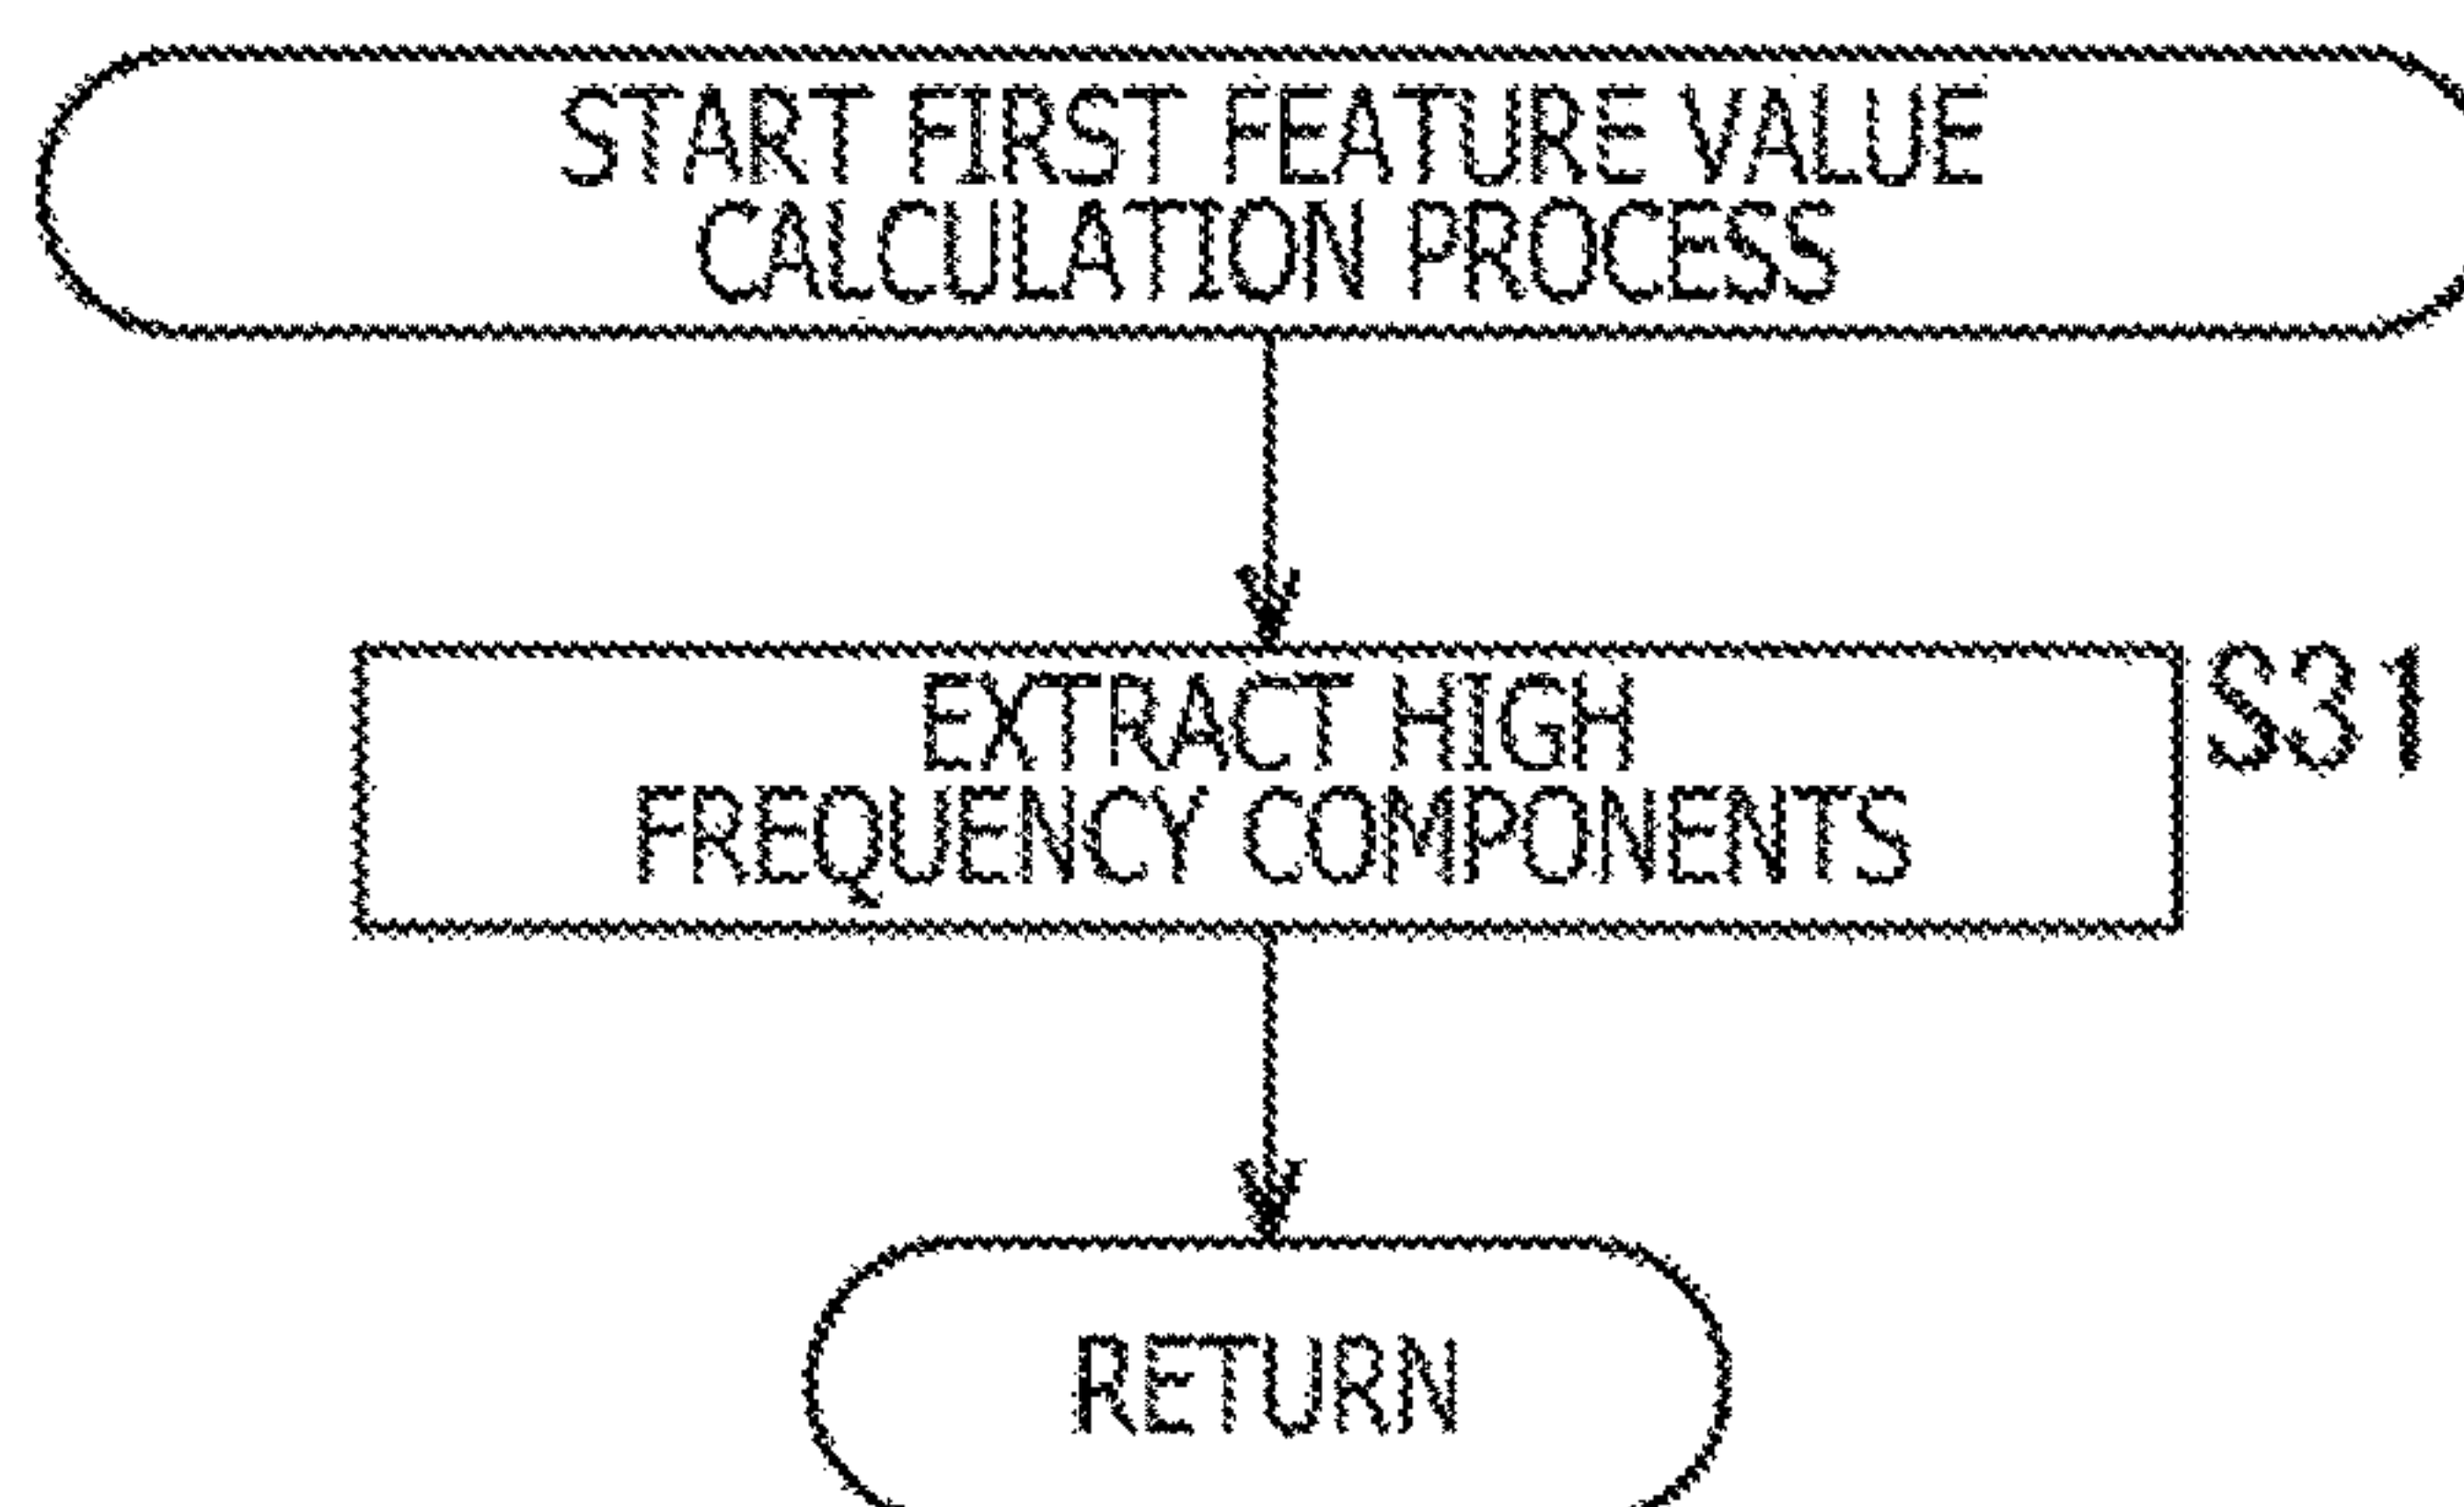 START FIRST FEATURE VALUE
CALCULATION PROCESS
EXTRACT HIGH
FREQUENCY COMPONENTS
S31
RETURN